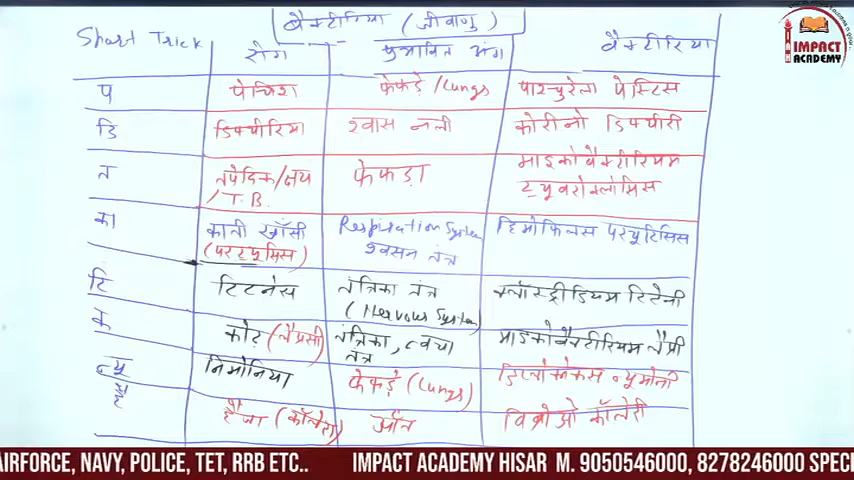 बैक्टीरिया (जीवाणु)
IMPACT
ACADEMY
Short Trick रोग प्रभावित अंग बैक्टीरिया
प पेचिश फेफड़े/Lungs पाश्चुरेला पेस्टिस
डि डिफ्थीरिया श्वास नली कोरीनो डिफ्थीरी
त तपेदिक/क्षय फेफड़ा माइकोबैक्टीरियम
/T.B. ट्यूबरोक्लोसिस
का काली खाँसी Respiration System हिमोफिलस परट्यूटिसिस
(परट्यूसिस) श्वसन तंत्र
टि टिटनेस तंत्रिका तंत्र क्लॉस्ट्रीडियम टिटेनी
(Nervous System)
क कोढ़ (लैप्रसी) तंत्रिका, त्वचा माइकोबैक्टीरियम लैप्री
तंत्र
न्यू निमोनिया फेफड़े (Lungs) डिप्लोकोकस न्यूमोनी
है हैजा (कॉलेरा) आँत विब्रीओ कॉलेरी
AIRFORCE, NAVY, POLICE, TET, RRB ETC.. IMPACT ACADEMY HISAR M. 9050546000, 8278246000 SPECI